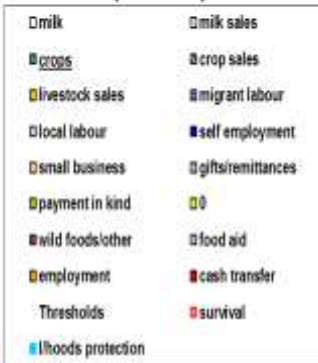 milk milk sales
crops crop sales
livestock sales migrant labour
local labour self employment
small business gifts/remittances
payment in kind 0
wild foods/other food aid
employment cash transfer
Thresholds survival
l/hoods protection